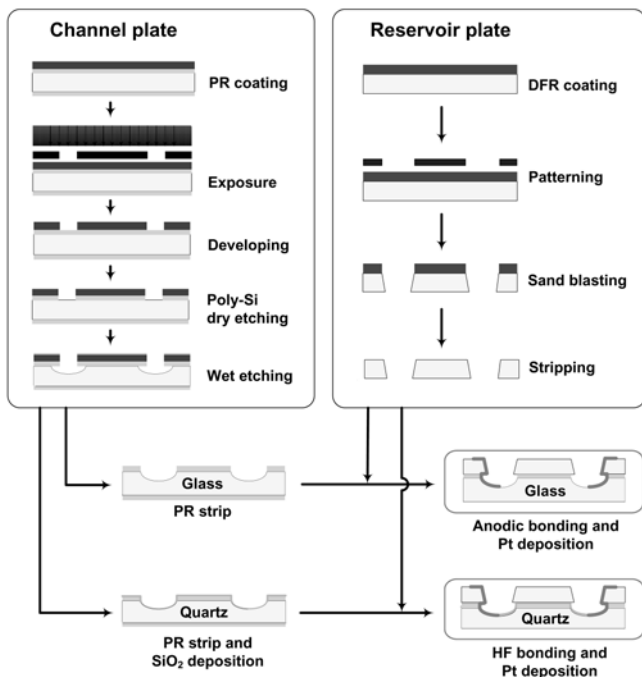 Channel plate
PR coating
Exposure
Developing
Poly-Si
dry etching
Wet etching
Reservoir plate
DFR coating
Patterning
Sand blasting
Stripping
Glass
PR strip
Glass
Anodic bonding and
Pt deposition
Quartz
PR strip and
SiO₂ deposition
Quartz
HF bonding and
Pt deposition